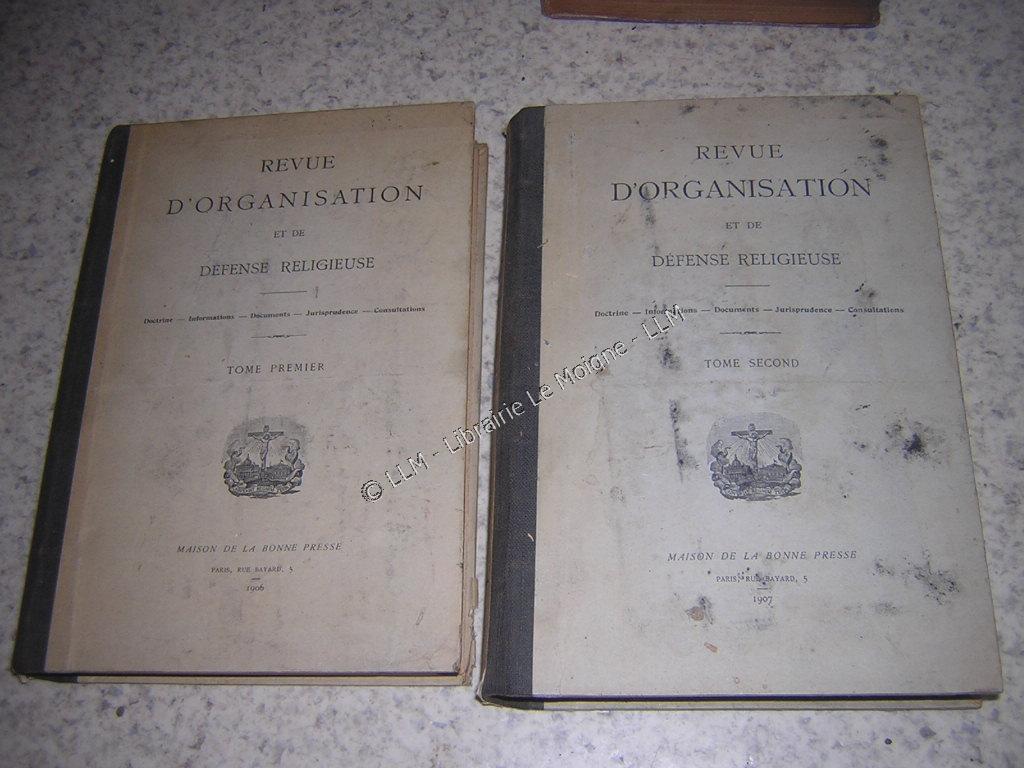 REVUE
D'ORGANISATION
ET DE
DÉFENSE RELIGIEUSE
Doctrine — Informations — Documents — Jurisprudence — Consultations
TOME PREMIER
MAISON DE LA BONNE PRESSE
PARIS, RUE BAYARD, 5
1906
REVUE
D'ORGANISATION
ET DE
DÉFENSE RELIGIEUSE
Doctrine — Informations — Documents — Jurisprudence — Consultations
TOME SECOND
MAISON DE LA BONNE PRESSE
PARIS, RUE BAYARD, 5
1907
© LLM - Librairie Le Moigne - LLM